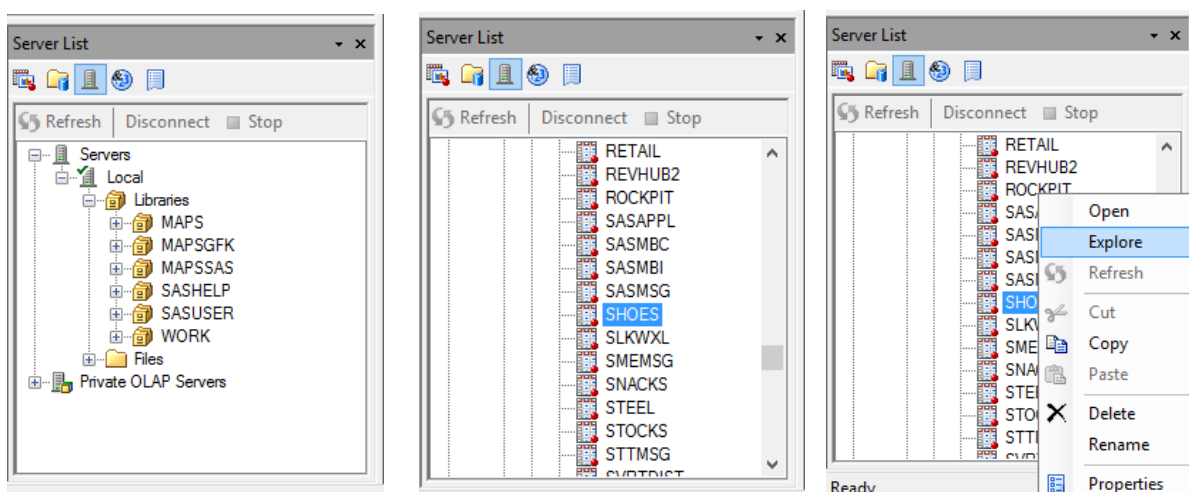 Server List
Refresh Disconnect Stop
Servers
Local
Libraries
MAPS
MAPSGFK
MAPSSAS
SASHELP
SASUSER
WORK
Files
Private OLAP Servers
Server List
Refresh Disconnect Stop
RETAIL
REVHUB2
ROCKPIT
SASAPPL
SASMBC
SASMBI
SASMSG
SHOES
SLKWXL
SMEMSG
SNACKS
STEEL
STOCKS
STTMSG
Server List
Refresh Disconnect Stop
RETAIL
REVHUB2
ROCKPIT
Open
Explore
Refresh
Cut
Copy
Paste
Delete
Rename
Properties
Ready